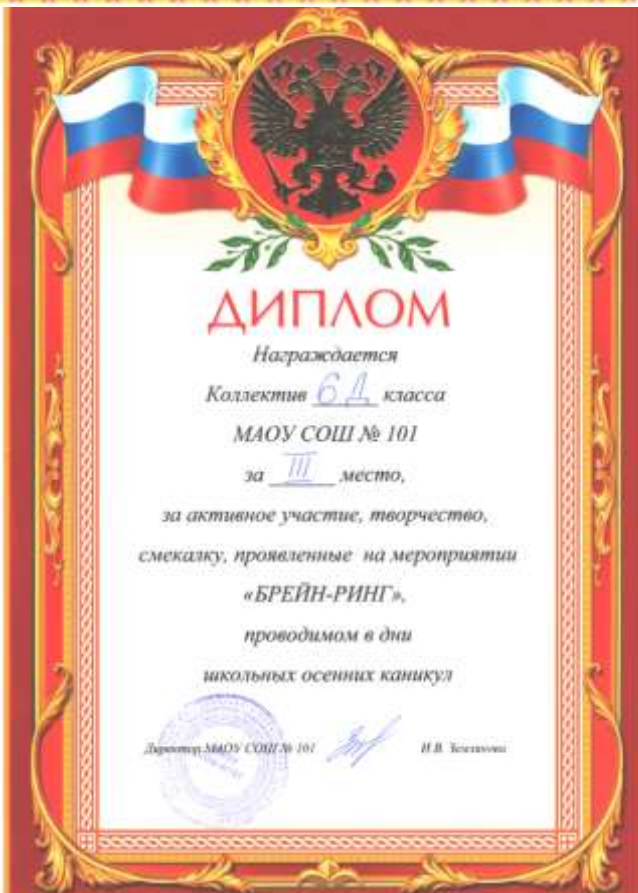 ДИПЛОМ
Награждается
Коллектив 6 Д класса
МАОУ СОШ № 101
за III место,
за активное участие, творчество,
смекалку, проявленные на мероприятии
«БРЕЙН-РИНГ»,
проводимом в дни
школьных осенних каникул
Директор МАОУ СОШ № 101 И.В.